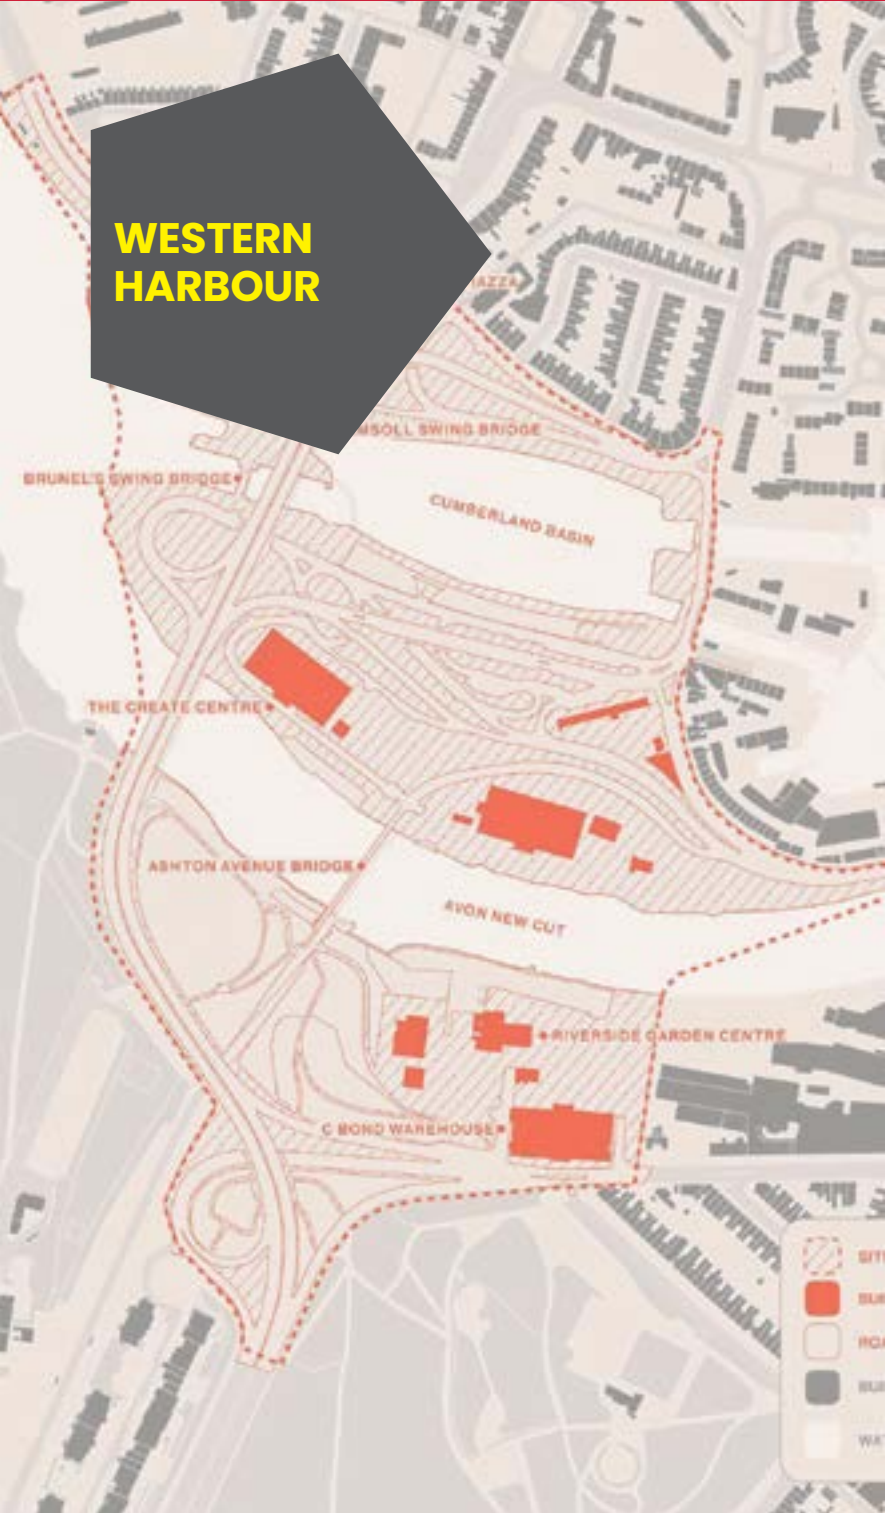 WESTERN
HARBOUR
SWING BRIDGE
BRUNEL'S SWING BRIDGE
CUMBERLAND BASIN
THE CREATE CENTRE
ASHTON AVENUE BRIDGE
AVON NEW CUT
RIVERSIDE GARDEN CENTRE
C BOND WAREHOUSE